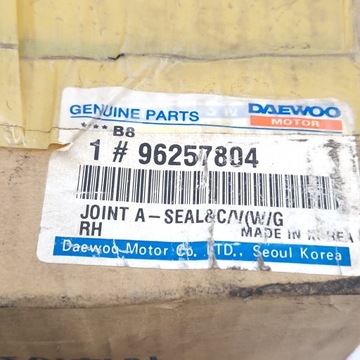 GENUINE PARTS DAEWOO
MOTOR
*** B8
1 # 96257804
JOINT A-SEAL&C/V(W/G
RH MADE IN KOREA
Daewoo Motor Co. LTD., Seoul Korea